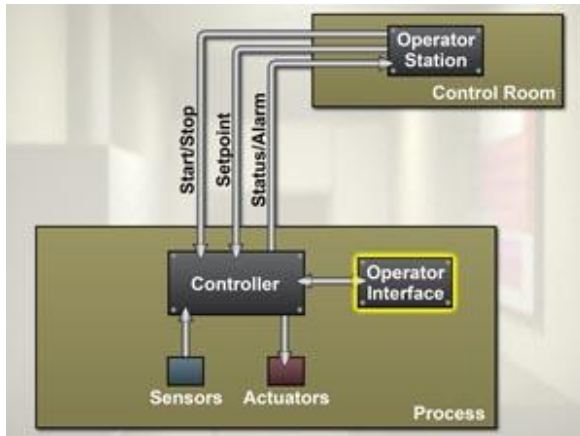 Operator
Station
Control Room
Start/Stop
Setpoint
Status/Alarm
Controller
Operator
Interface
Sensors
Actuators
Process